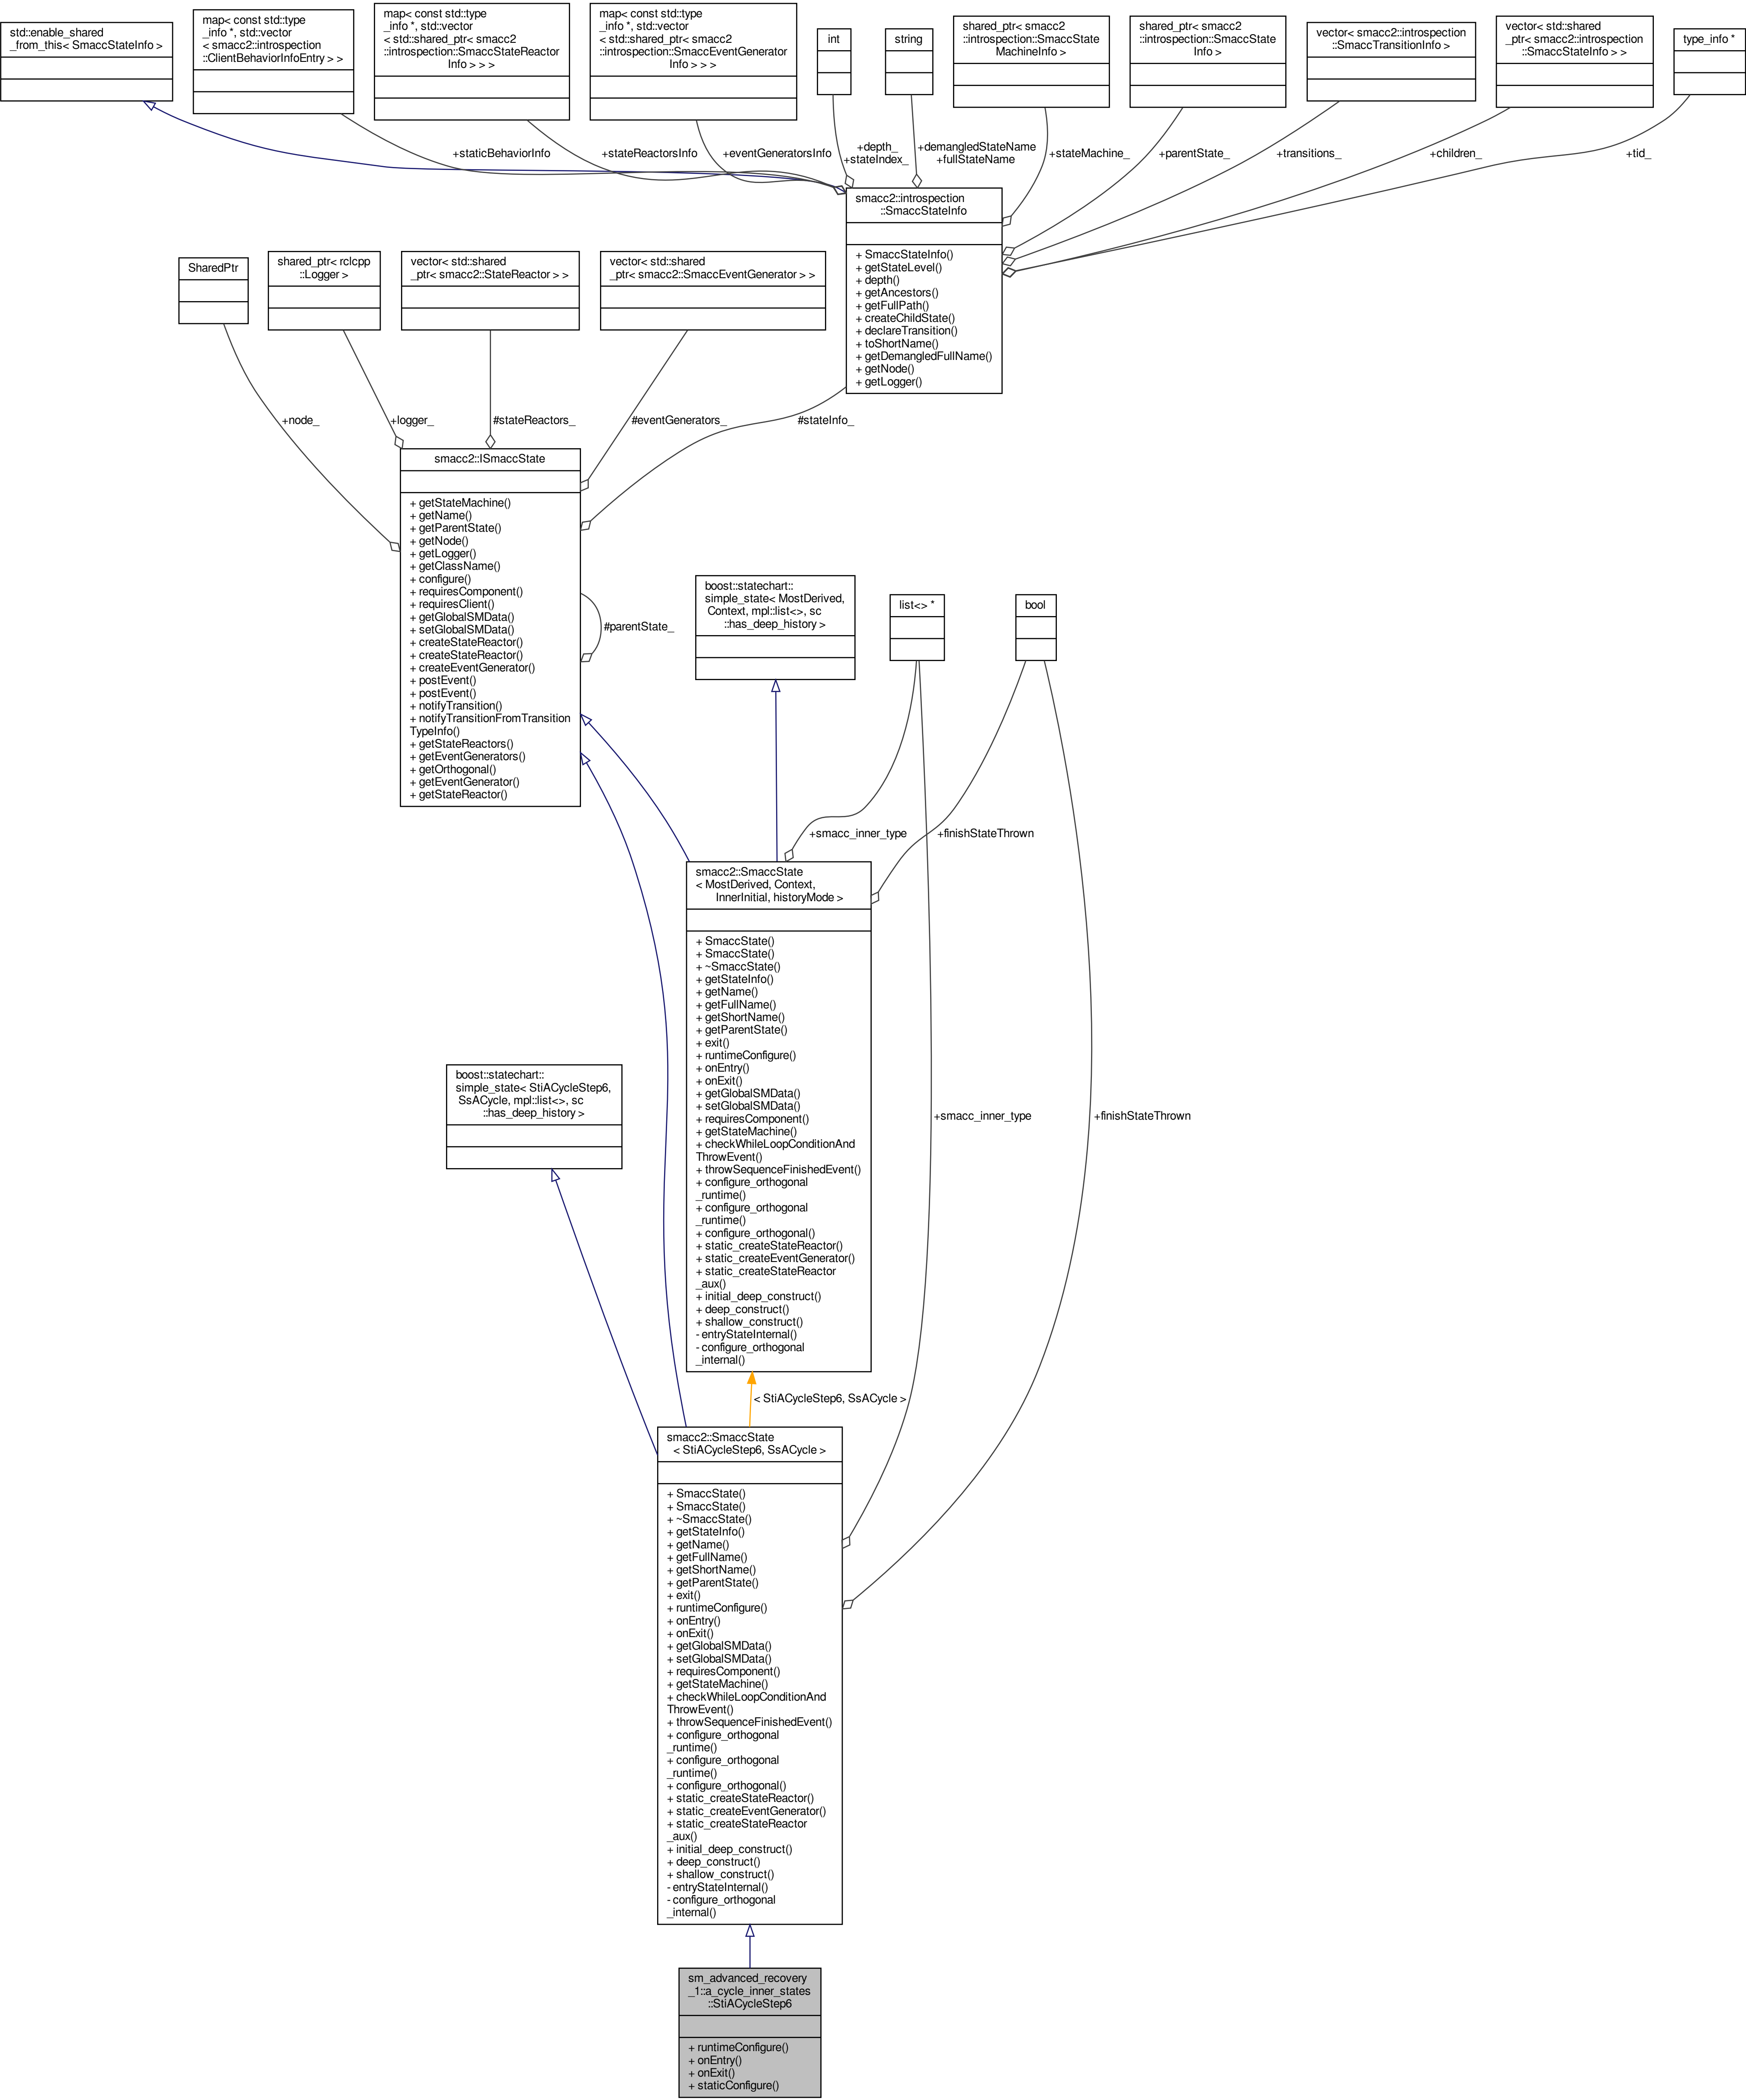 std::enable_shared
_from_this< SmaccStateInfo >
map< const std::type
_info *, std::vector
< smacc2::introspection
::ClientBehaviorInfoEntry > >
map< const std::type
_info *, std::vector
< std::shared_ptr< smacc2
::introspection::SmaccStateReactor
Info > > >
map< const std::type
_info *, std::vector
< std::shared_ptr< smacc2
::introspection::SmaccEventGenerator
Info > > >
int
string
shared_ptr< smacc2
::introspection::SmaccState
MachineInfo >
shared_ptr< smacc2
::introspection::SmaccState
Info >
vector< smacc2::introspection
::SmaccTransitionInfo >
vector< std::shared
_ptr< smacc2::introspection
::SmaccStateInfo > >
type_info *
+staticBehaviorInfo
+stateReactorsInfo
+eventGeneratorsInfo
+depth_
+stateIndex_
+demangledStateName
+fullStateName
+stateMachine_
+parentState_
+transitions_
+children_
+tid_
smacc2::introspection
::SmaccStateInfo
+ SmaccStateInfo()
+ getStateLevel()
+ depth()
+ getAncestors()
+ getFullPath()
+ createChildState()
+ declareTransition()
+ toShortName()
+ getDemangledFullName()
+ getNode()
+ getLogger()
SharedPtr
shared_ptr< rclcpp
::Logger >
vector< std::shared
_ptr< smacc2::StateReactor > >
vector< std::shared
_ptr< smacc2::SmaccEventGenerator > >
+node_
+logger_
#stateReactors_
#eventGenerators_
#stateInfo_
smacc2::ISmaccState
+ getStateMachine()
+ getName()
+ getParentState()
+ getNode()
+ getLogger()
+ getClassName()
+ configure()
+ requiresComponent()
+ requiresClient()
+ getGlobalSMData()
+ setGlobalSMData()
+ createStateReactor()
+ createStateReactor()
+ createEventGenerator()
+ postEvent()
+ postEvent()
+ notifyTransition()
+ notifyTransitionFromTransition
TypeInfo()
+ getStateReactors()
+ getEventGenerators()
+ getOrthogonal()
+ getEventGenerator()
+ getStateReactor()
#parentState_
boost::statechart::
simple_state< MostDerived,
Context, mpl::list<>, sc
::has_deep_history >
list<> *
bool
+smacc_inner_type
+finishStateThrown
smacc2::SmaccState
< MostDerived, Context,
InnerInitial, historyMode >
+ SmaccState()
+ SmaccState()
+ ~SmaccState()
+ getStateInfo()
+ getName()
+ getFullName()
+ getShortName()
+ getParentState()
+ exit()
+ runtimeConfigure()
+ onEntry()
+ onExit()
+ getGlobalSMData()
+ setGlobalSMData()
+ requiresComponent()
+ getStateMachine()
+ checkWhileLoopConditionAnd
ThrowEvent()
+ throwSequenceFinishedEvent()
+ configure_orthogonal
_runtime()
+ configure_orthogonal
_runtime()
+ configure_orthogonal()
+ static_createStateReactor()
+ static_createEventGenerator()
+ static_createStateReactor
_aux()
+ initial_deep_construct()
+ deep_construct()
+ shallow_construct()
- entryStateInternal()
- configure_orthogonal
_internal()
boost::statechart::
simple_state< StiACycleStep6,
SsACycle, mpl::list<>, sc
::has_deep_history >
+smacc_inner_type
+finishStateThrown
< StiACycleStep6, SsACycle >
smacc2::SmaccState
< StiACycleStep6, SsACycle >
+ SmaccState()
+ SmaccState()
+ ~SmaccState()
+ getStateInfo()
+ getName()
+ getFullName()
+ getShortName()
+ getParentState()
+ exit()
+ runtimeConfigure()
+ onEntry()
+ onExit()
+ getGlobalSMData()
+ setGlobalSMData()
+ requiresComponent()
+ getStateMachine()
+ checkWhileLoopConditionAnd
ThrowEvent()
+ throwSequenceFinishedEvent()
+ configure_orthogonal
_runtime()
+ configure_orthogonal
_runtime()
+ configure_orthogonal()
+ static_createStateReactor()
+ static_createEventGenerator()
+ static_createStateReactor
_aux()
+ initial_deep_construct()
+ deep_construct()
+ shallow_construct()
- entryStateInternal()
- configure_orthogonal
_internal()
sm_advanced_recovery
_1::a_cycle_inner_states
::StiACycleStep6
+ runtimeConfigure()
+ onEntry()
+ onExit()
+ staticConfigure()